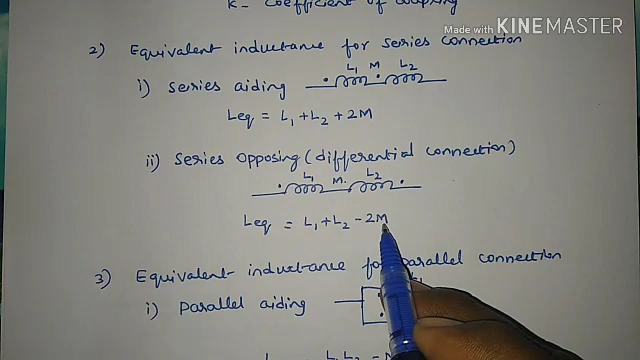 K - Coefficient of coupling
Made with KINEMASTER
2) Equivalent inductance for series connection
i) Series aiding
L1 M L2
Leq = L1 + L2 + 2M
ii) Series Opposing (differential connection)
L1 M. L2
Leq = L1 + L2 - 2M
3) Equivalent inductance for parallel connection
i) Parallel aiding